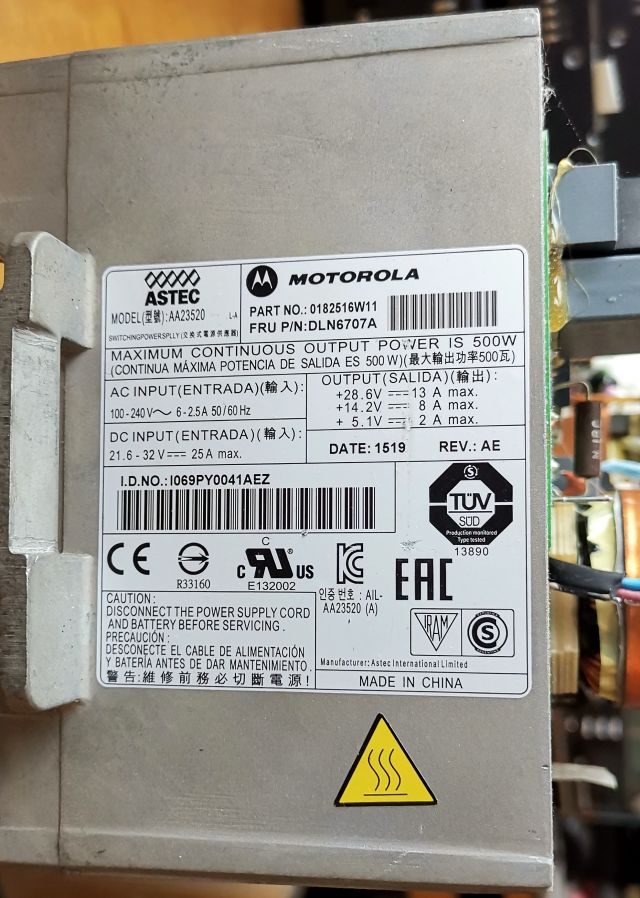 ASTEC
MODEL(型號):AA23520 L-A
SWITCHINGPOWERSPLLY(交換式電源供應器)
MOTOROLA
PART NO.: 0182516W11
FRU P/N:DLN6707A
MAXIMUM CONTINUOUS OUTPUT POWER IS 500W
(CONTINUA MÁXIMA POTENCIA DE SALIDA ES 500 W)(最大輸出功率500瓦)
AC INPUT(ENTRADA)(輸入):
100-240 V~ 6-2.5 A 50/60 Hz
DC INPUT(ENTRADA)(輸入):
21.6-32 V⎓ 25 A max.
OUTPUT(SALIDA)(輸出):
+28.6V⎓13 A max.
+14.2V⎓ 8 A max.
+ 5.1V⎓ 2 A max.
DATE: 1519 REV.: AE
I.D.NO.: I069PY0041AEZ
TÜV
SÜD
Production monitored
Type tested
13890
CE
R33160
C RU® US
C
E132002
인증 번호 : AIL-
AA23520 (A)
EAC
IRAM
S
CAUTION:
DISCONNECT THE POWER SUPPLY CORD
AND BATTERY BEFORE SERVICING.
PRECAUCIÓN:
DESCONECTE EL CABLE DE ALIMENTACIÓN
Y BATERÍA ANTES DE DAR MANTENIMIENTO.
警告:維修前務必切斷電源!
Manufacturer: Astec International Limited
MADE IN CHINA